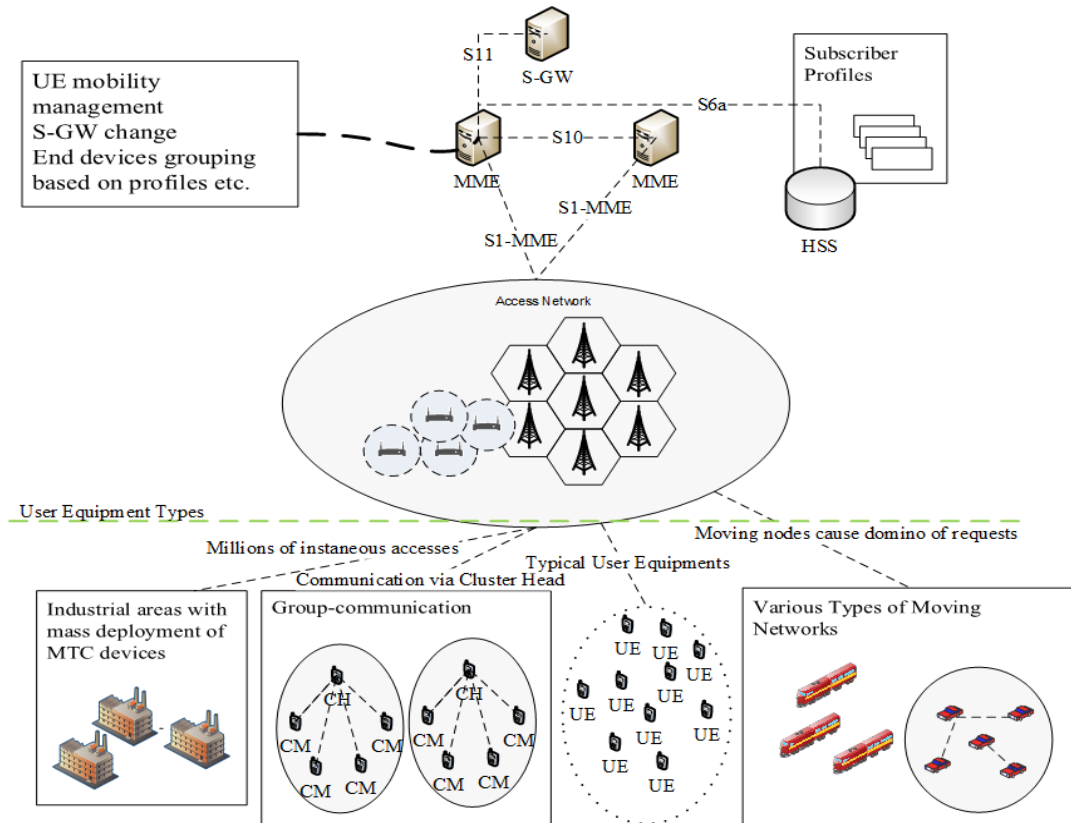 S11
S-GW
UE mobility
management
S-GW change
End devices grouping
based on profiles etc.
Subscriber
Profiles
S6a
S10
MME
MME
HSS
S1-MME
S1-MME
Access Network
User Equipment Types
Millions of instaneous accesses
Communication via Cluster Head
Typical User Equipments
Moving nodes cause domino of requests
Industrial areas with
mass deployment of
MTC devices
Group-communication
CH
CM
CM
CM
CM
CH
CM
CM
CM
CM
UE
UE
UE
UE
UE
UE
UE
UE
UE
UE
Various Types of Moving
Networks